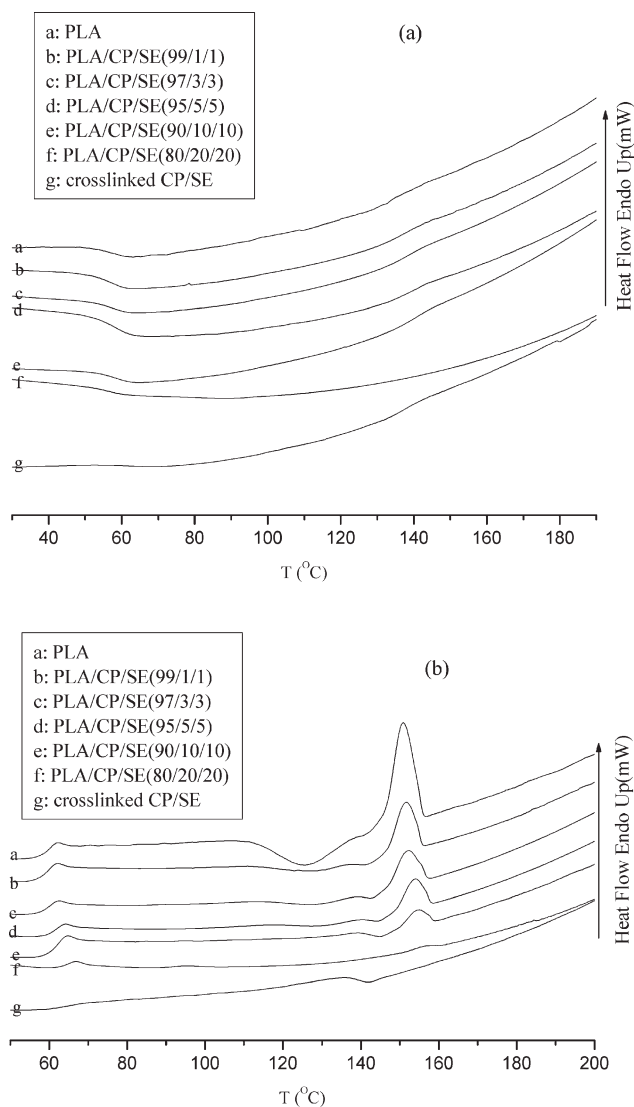 (a)
a: PLA
b: PLA/CP/SE(99/1/1)
c: PLA/CP/SE(97/3/3)
d: PLA/CP/SE(95/5/5)
e: PLA/CP/SE(90/10/10)
f: PLA/CP/SE(80/20/20)
g: crosslinked CP/SE
Heat Flow Endo Up(mW)
a
b
c
d
e
f
g
40 60 80 100 120 140 160 180
T (°C)
(b)
a: PLA
b: PLA/CP/SE(99/1/1)
c: PLA/CP/SE(97/3/3)
d: PLA/CP/SE(95/5/5)
e: PLA/CP/SE(90/10/10)
f: PLA/CP/SE(80/20/20)
g: crosslinked CP/SE
Heat Flow Endo Up(mW)
a
b
c
d
e
f
g
60 80 100 120 140 160 180 200
T (°C)